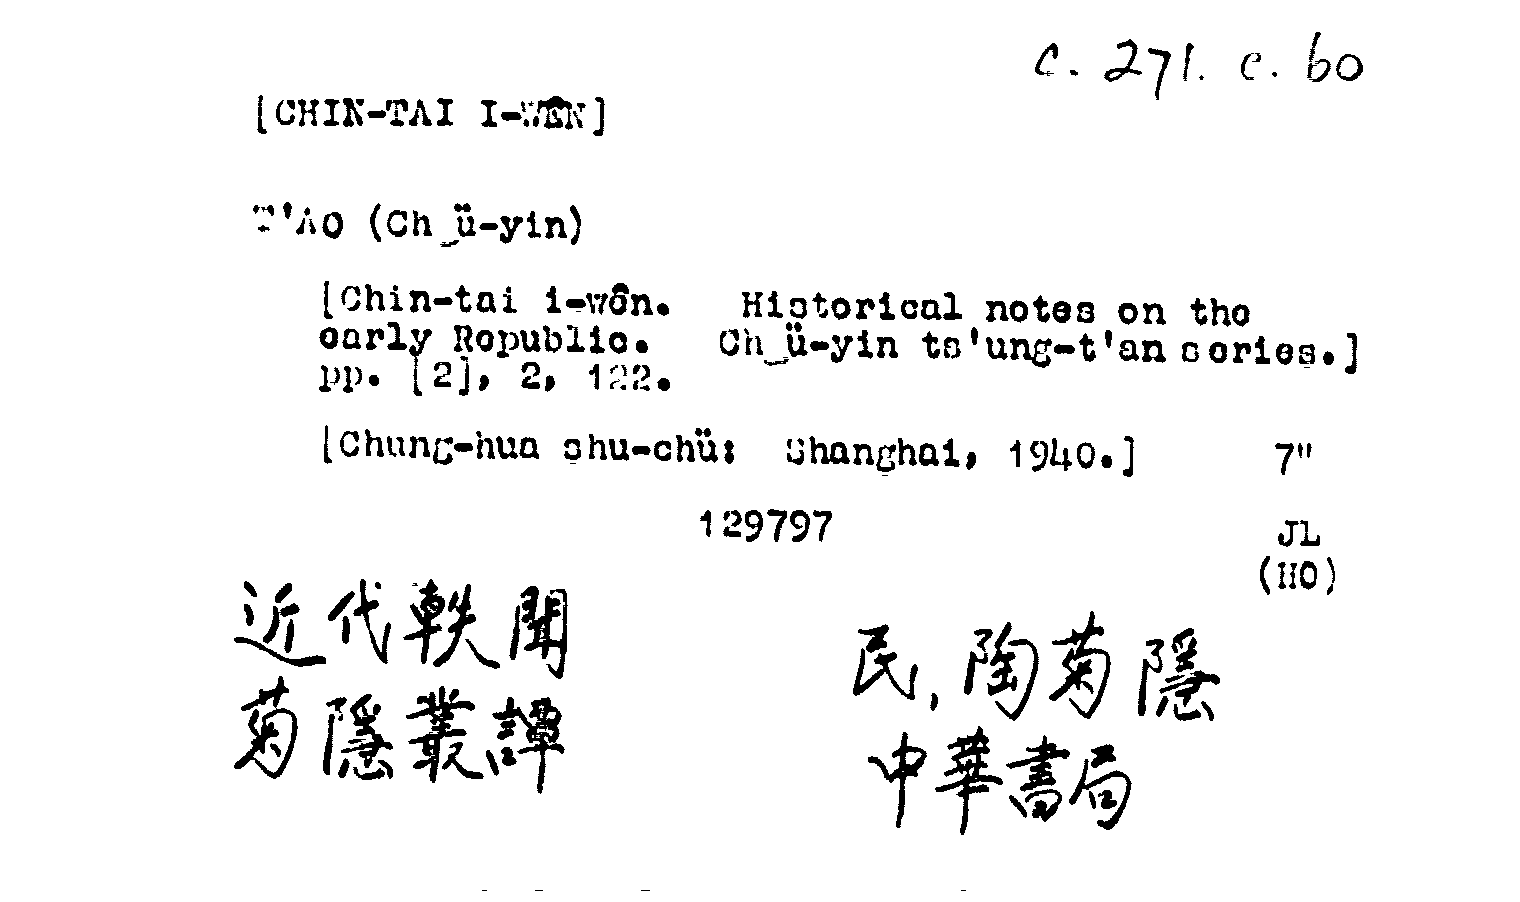 c. 271. c. 60
[CHIN-TAI I-WÊN]
T'AO (Ch‿ü-yin)
[Chin-tai i-wên. Historical notes on the
early Republic. Ch‿ü-yin ts'ung-t'an series.]
pp. [2], 2, 122.
[Chung-hua shu-chü: Shanghai, 1940.] 7"
129797
JL
(HO)
近代軼聞
菊隱叢譚
民, 陶菊隱
中華書局